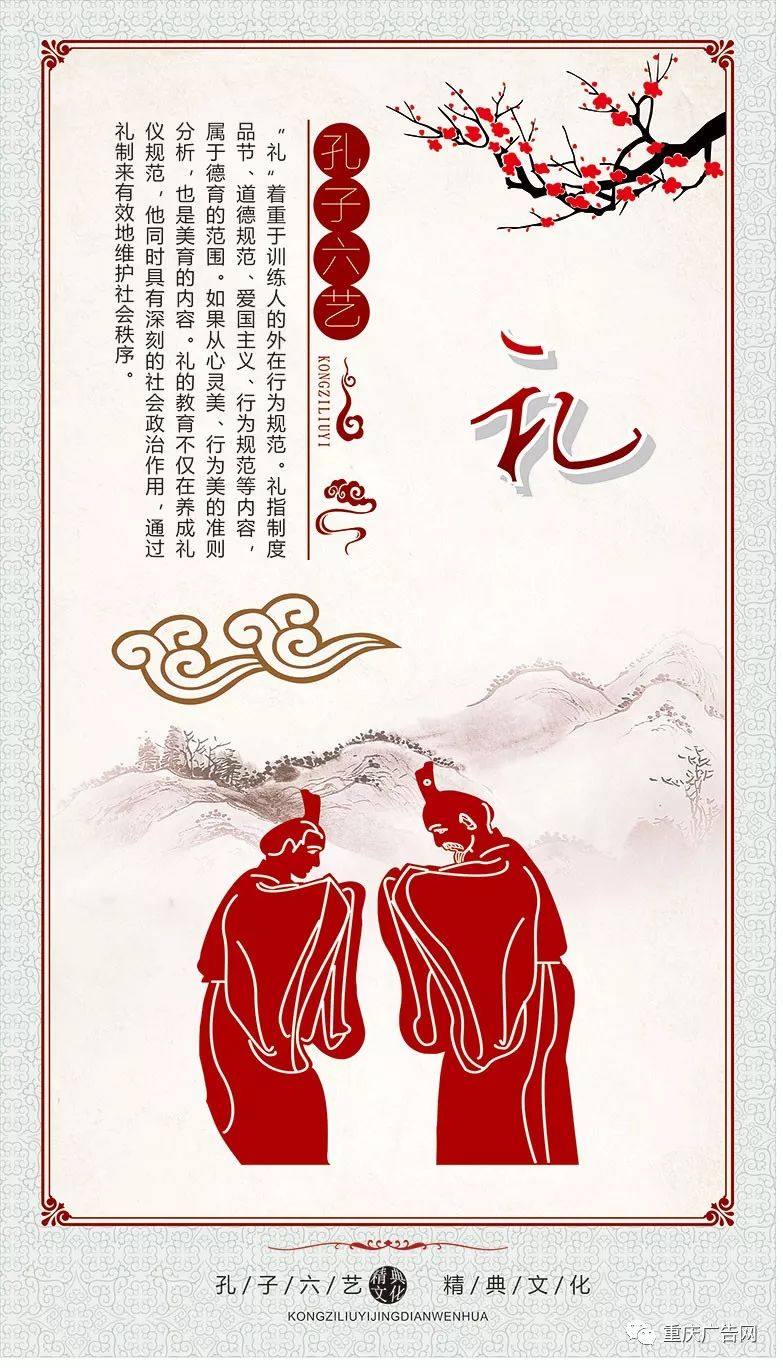 礼
孔子六艺
KONGZILIUYI
“礼“着重于训练人的外在行为规范。礼指制度
品节、道德规范、爱国主义、行为规范等内容，
属于德育的范围。如果从心灵美、行为美的准则
分析，也是美育的内容。礼的教育不仅在养成礼
仪规范，他同时具有深刻的社会政治作用，通过
礼制来有效地维护社会秩序。
孔/子/六/艺 精典文化 精/典/文/化
KONGZILIUYIJINGDIANWENHUA
重庆广告网